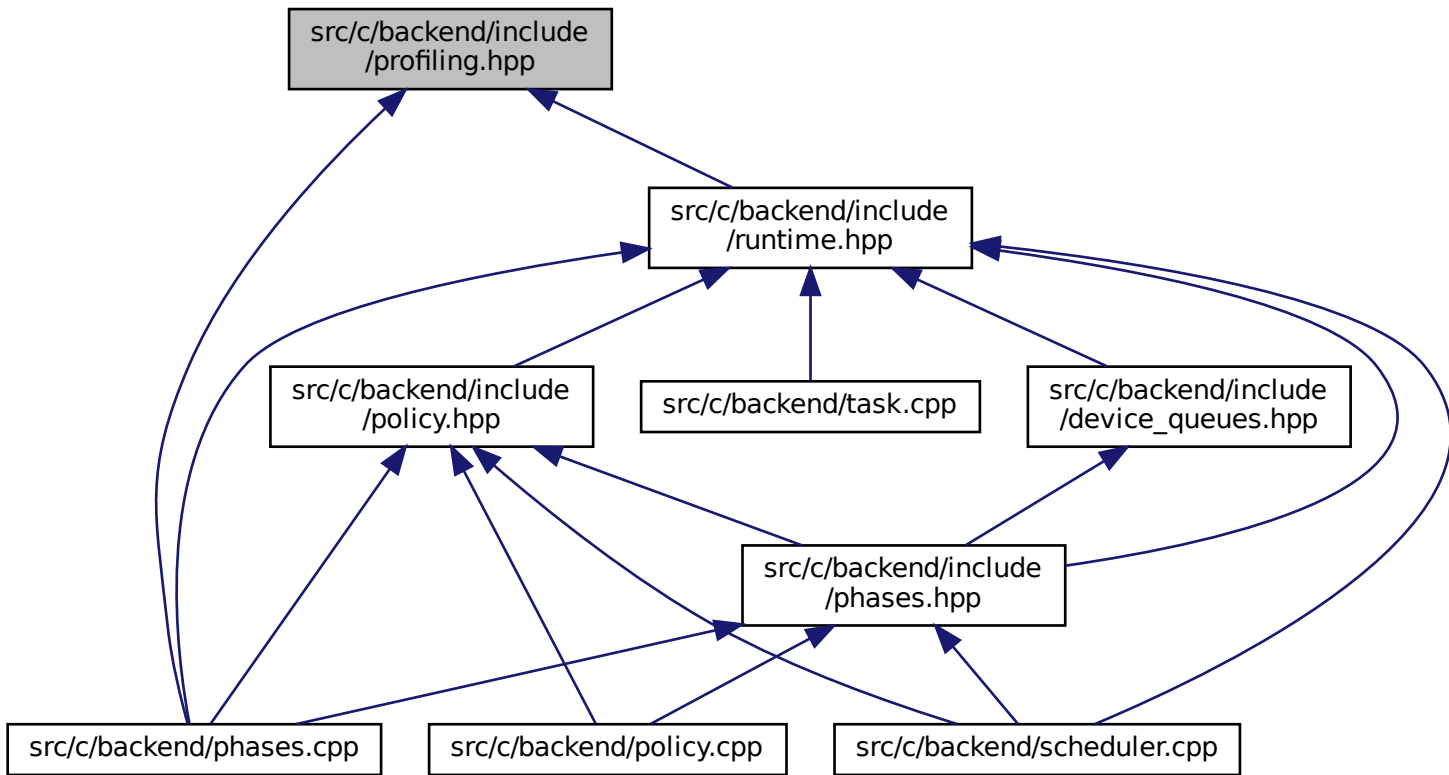 src/c/backend/include
/profiling.hpp
src/c/backend/include
/runtime.hpp
src/c/backend/include
/policy.hpp
src/c/backend/task.cpp
src/c/backend/include
/device_queues.hpp
src/c/backend/include
/phases.hpp
src/c/backend/phases.cpp
src/c/backend/policy.cpp
src/c/backend/scheduler.cpp